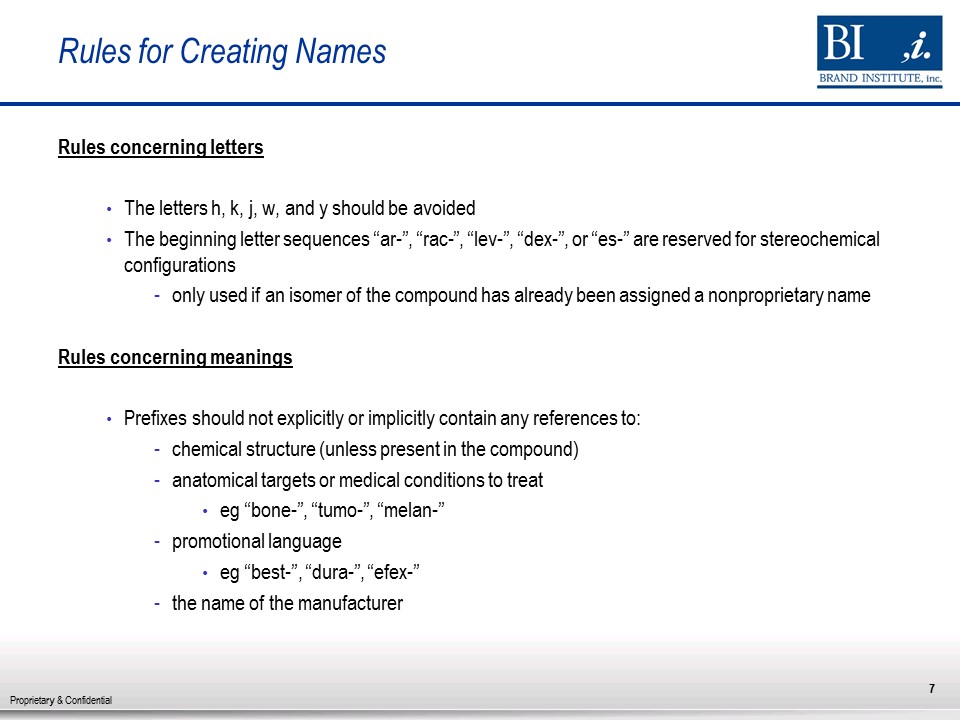 Rules for Creating Names
BI ,i.
BRAND INSTITUTE, inc.
Rules concerning letters
• The letters h, k, j, w, and y should be avoided
• The beginning letter sequences “ar-”, “rac-”, “lev-”, “dex-”, or “es-” are reserved for stereochemical
configurations
- only used if an isomer of the compound has already been assigned a nonproprietary name
Rules concerning meanings
• Prefixes should not explicitly or implicitly contain any references to:
- chemical structure (unless present in the compound)
- anatomical targets or medical conditions to treat
• eg “bone-”, “tumo-”, “melan-”
- promotional language
• eg “best-”, “dura-”, “efex-”
- the name of the manufacturer
7
Proprietary & Confidential